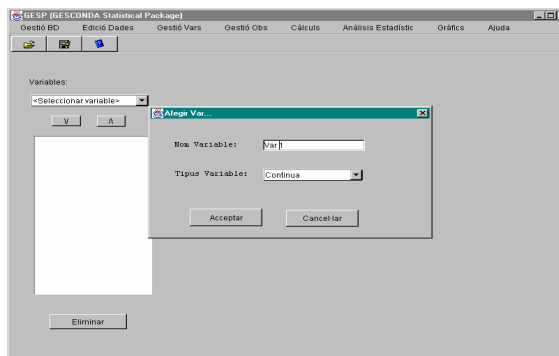 GESP (GESCONDA Statistical Package)
Gestió BD Edició Dades Gestió Vars Gestió Obs Càlculs Anàlisis Estadístic Gràfics Ajuda
Variables:
<Seleccionar variable>
V Λ
Afegir Var...
Nom Variable: Var 1
Tipus Variable: Continua
Acceptar Cancel·lar
Eliminar